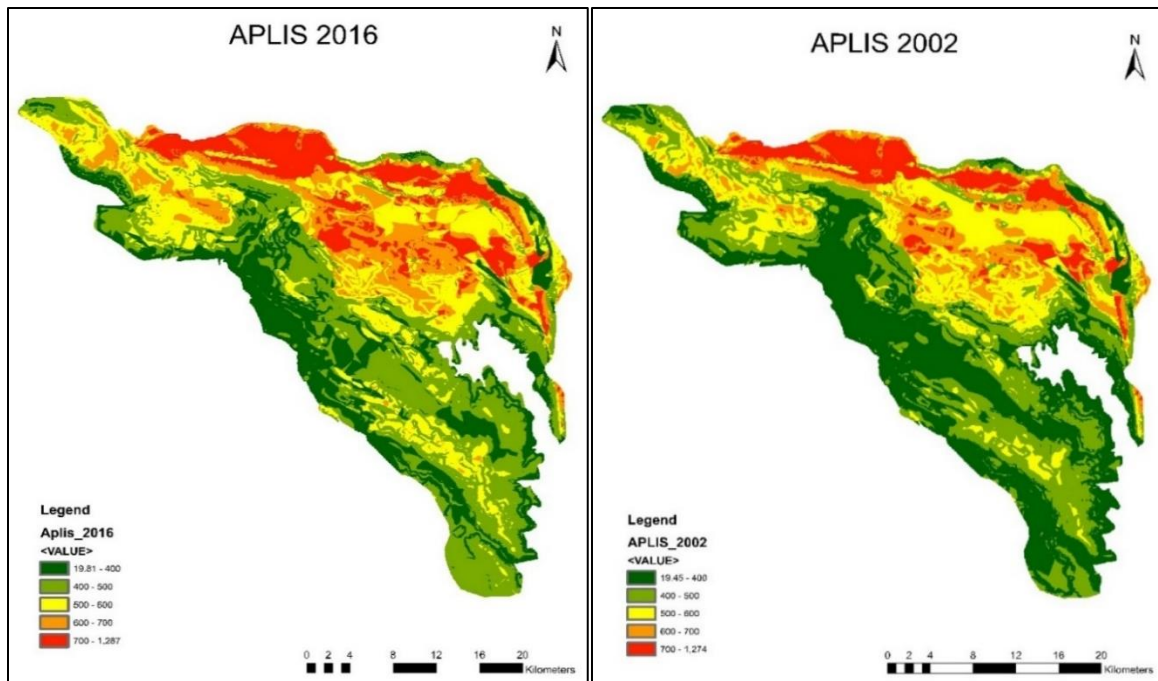 APLIS 2016
N
Legend
Aplis_2016
<VALUE>
19.81 - 400
400 - 500
500 - 600
600 - 700
700 - 1,287
0 2 4 8 12 16 20
Kilometers
APLIS 2002
N
Legend
APLIS_2002
<VALUE>
19.45 - 400
400 - 500
500 - 600
600 - 700
700 - 1,274
0 2 4 8 12 16 20
Kilometers